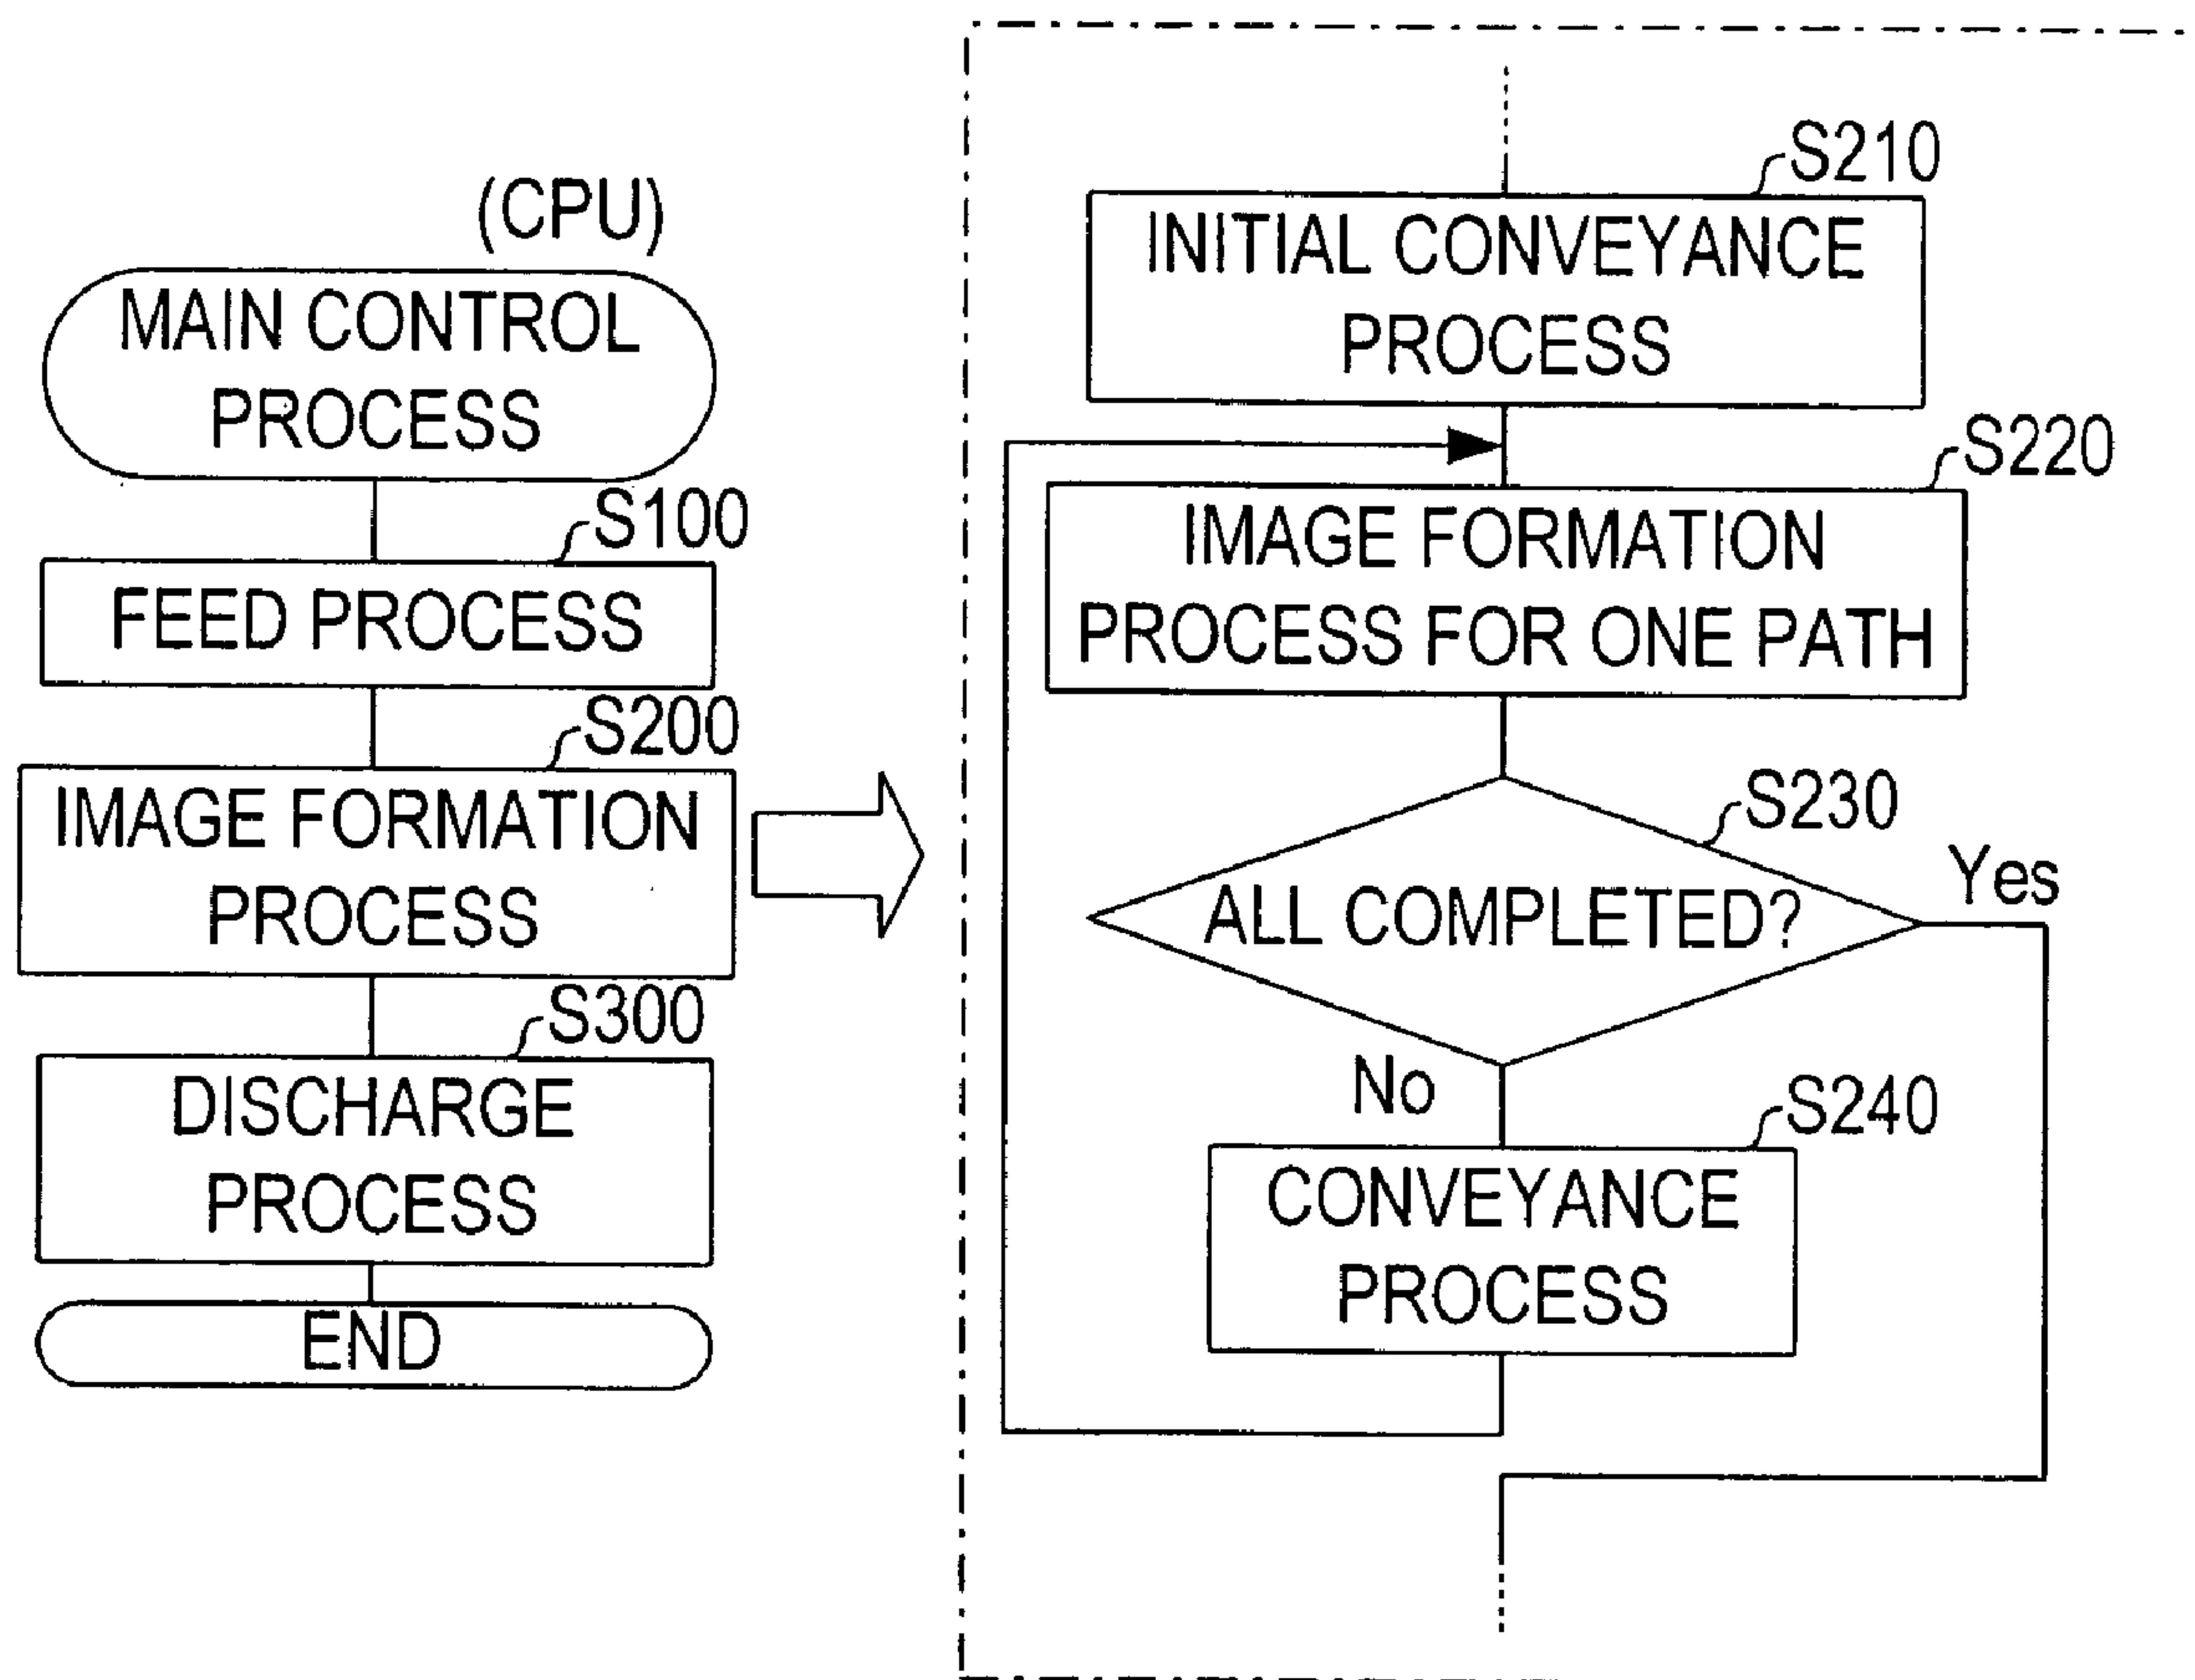 (CPU)
MAIN CONTROL
PROCESS
S100
FEED PROCESS
S200
IMAGE FORMATION
PROCESS
S300
DISCHARGE
PROCESS
END
S210
INITIAL CONVEYANCE
PROCESS
S220
IMAGE FORMATION
PROCESS FOR ONE PATH
S230
ALL COMPLETED?
Yes
No
S240
CONVEYANCE
PROCESS